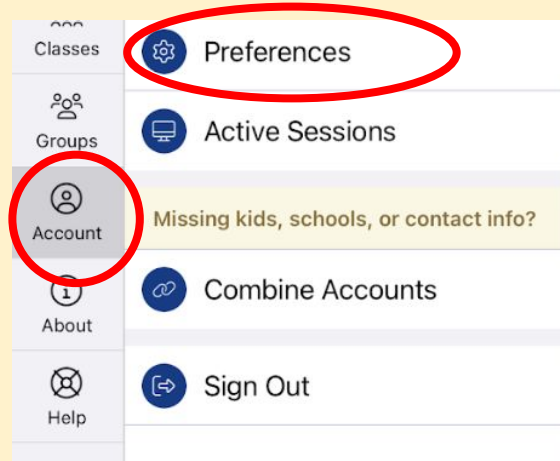 Classes
Groups
Account
About
Help
Preferences
Active Sessions
Missing kids, schools, or contact info?
Combine Accounts
Sign Out